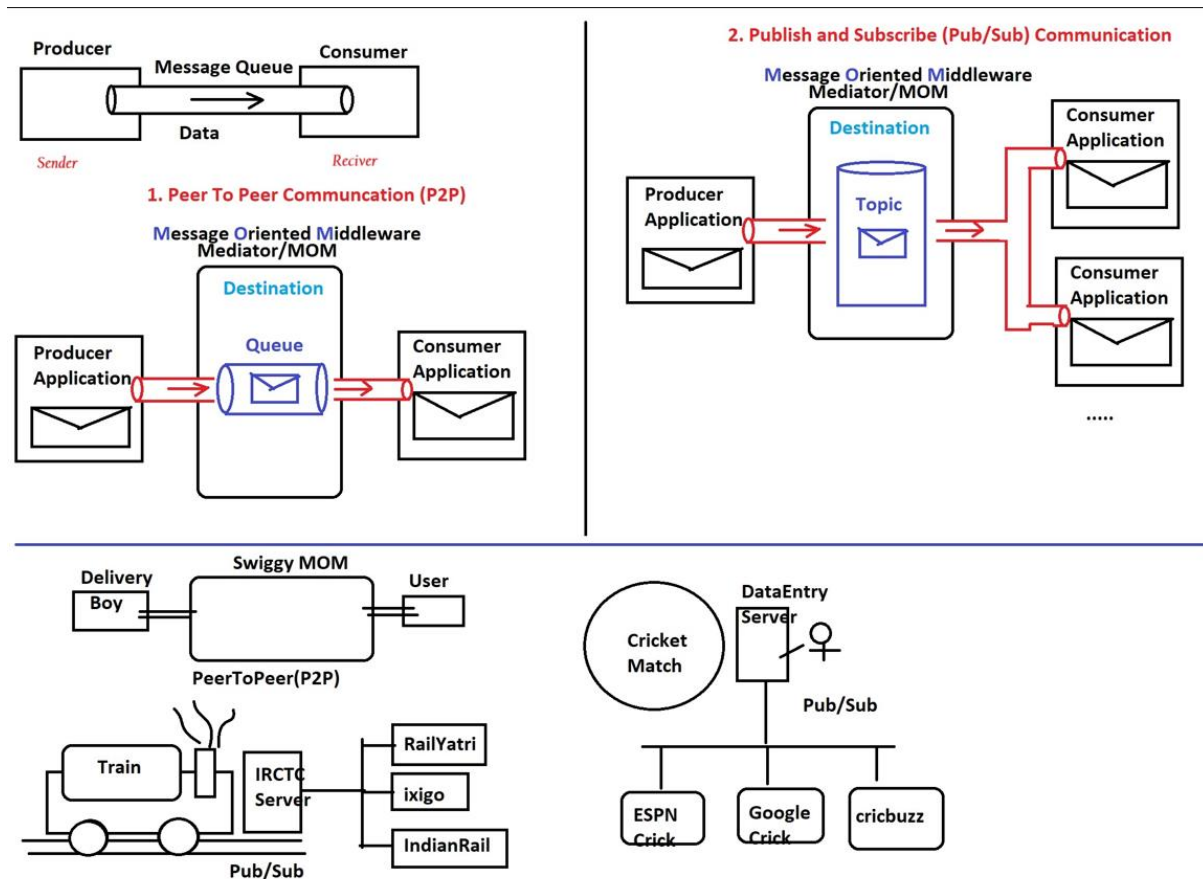 Producer
Consumer
Message Queue
Data
Sender
Reciver
1. Peer To Peer Communcation (P2P)
Message Oriented Middleware
Mediator/MOM
Destination
Queue
Producer
Application
Consumer
Application
2. Publish and Subscribe (Pub/Sub) Communication
Message Oriented Middleware
Mediator/MOM
Destination
Topic
Producer
Application
Consumer
Application
Consumer
Application
.....
Swiggy MOM
Delivery
Boy
User
PeerToPeer(P2P)
Train
IRCTC
Server
RailYatri
ixigo
IndianRail
Pub/Sub
Cricket
Match
DataEntry
Server
Pub/Sub
ESPN
Crick
Google
Crick
cricbuzz